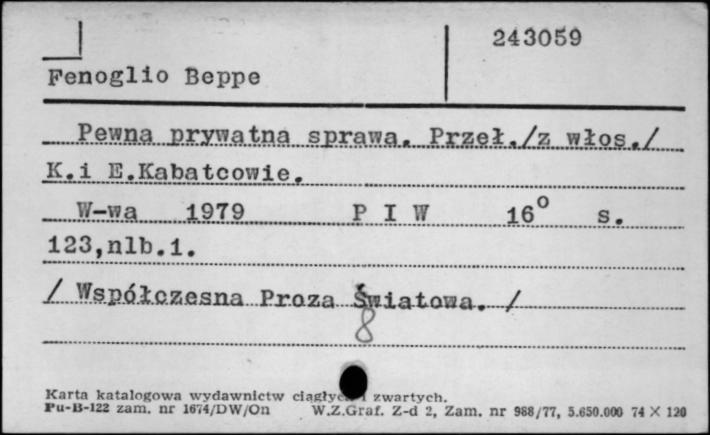 243059
Fenoglio Beppe
Pewna prywatna sprawa. Przeł./z włos./
K.i E.Kabatcowie.
W-wa 1979 P I W 16° s.
123,nlb.1.
/ Współczesna Proza Światowa. /
8
Karta katalogowa wydawnictw ciągłych i zwartych.
Pu-B-122 zam. nr 1674/DW/On W.Z.Graf. Z-d 2, Zam. nr 988/77, 5.650.000 74 X 120